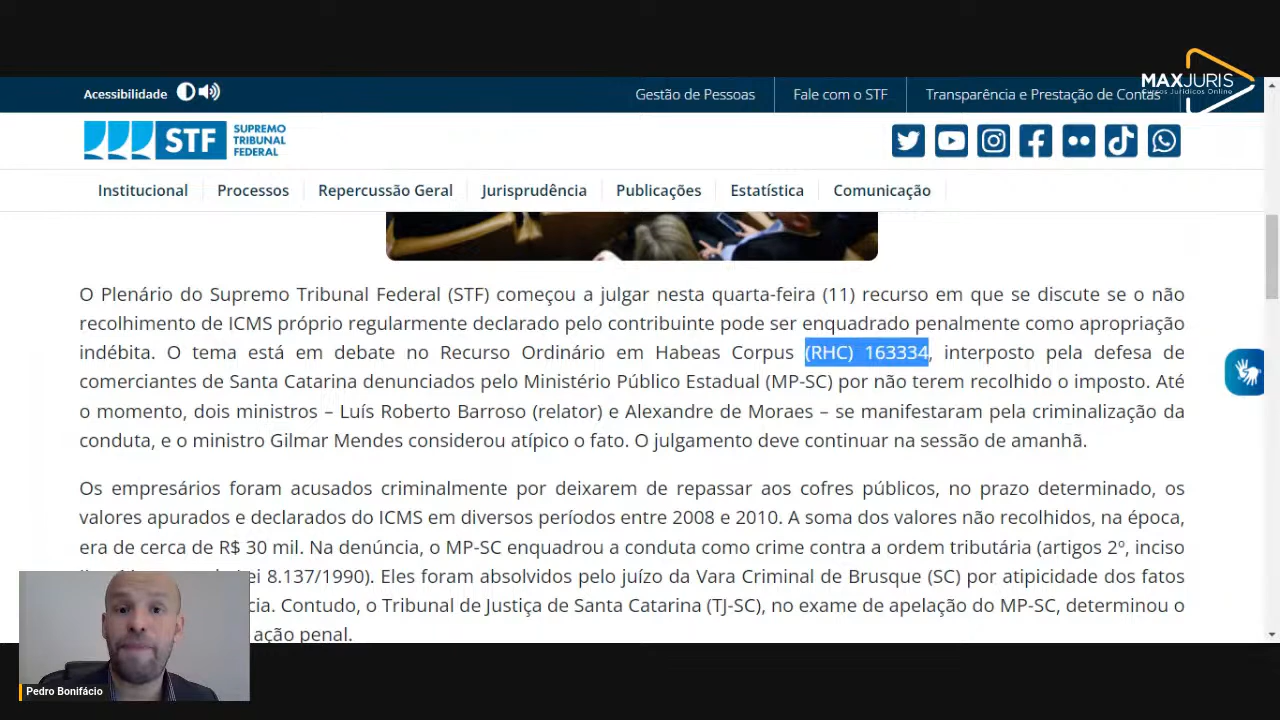 MAXJURIS
Cursos Jurídicos Online
Acessibilidade
Gestão de Pessoas
Fale com o STF
Transparência e Prestação de Contas
STF
SUPREMO
TRIBUNAL
FEDERAL
Institucional
Processos
Repercussão Geral
Jurisprudência
Publicações
Estatística
Comunicação
O Plenário do Supremo Tribunal Federal (STF) começou a julgar nesta quarta-feira (11) recurso em que se discute se o não
recolhimento de ICMS próprio regularmente declarado pelo contribuinte pode ser enquadrado penalmente como apropriação
indébita. O tema está em debate no Recurso Ordinário em Habeas Corpus (RHC) 163334, interposto pela defesa de
comerciantes de Santa Catarina denunciados pelo Ministério Público Estadual (MP-SC) por não terem recolhido o imposto. Até
o momento, dois ministros – Luís Roberto Barroso (relator) e Alexandre de Moraes – se manifestaram pela criminalização da
conduta, e o ministro Gilmar Mendes considerou atípico o fato. O julgamento deve continuar na sessão de amanhã.
Os empresários foram acusados criminalmente por deixarem de repassar aos cofres públicos, no prazo determinado, os
valores apurados e declarados do ICMS em diversos períodos entre 2008 e 2010. A soma dos valores não recolhidos, na época,
era de cerca de R$ 30 mil. Na denúncia, o MP-SC enquadrou a conduta como crime contra a ordem tributária (artigos 2º, inciso
8.137/1990). Eles foram absolvidos pelo juízo da Vara Criminal de Brusque (SC) por atipicidade dos fatos
Contudo, o Tribunal de Justiça de Santa Catarina (TJ-SC), no exame de apelação do MP-SC, determinou o
ação penal.
Pedro Bonifácio